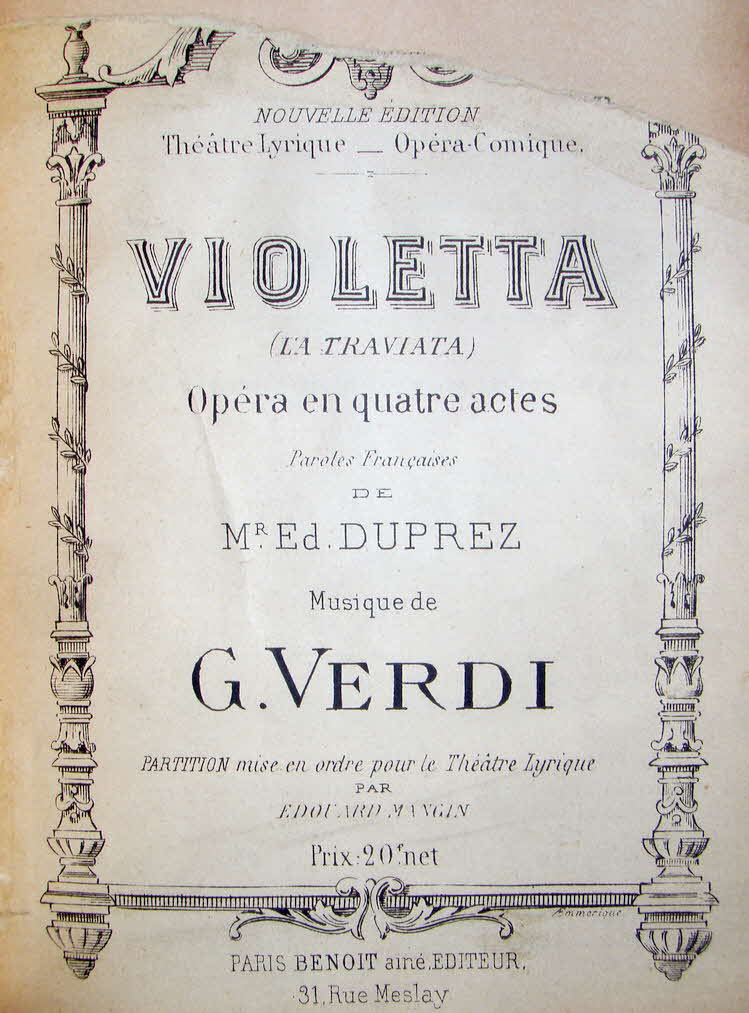 NOUVELLE ÉDITION
Théâtre Lyrique — Opéra-Comique.
VIOLETTA
(LA TRAVIATA)
Opéra en quatre actes
Paroles Françaises
DE
MR. Ed. DUPREZ
Musique de
G. VERDI
PARTITION mise en ordre pour le Théâtre Lyrique
PAR
EDOUARD MANGIN
Prix: 20f net
Emmerique
PARIS BENOIT ainé, EDITEUR,
31, Rue Meslay